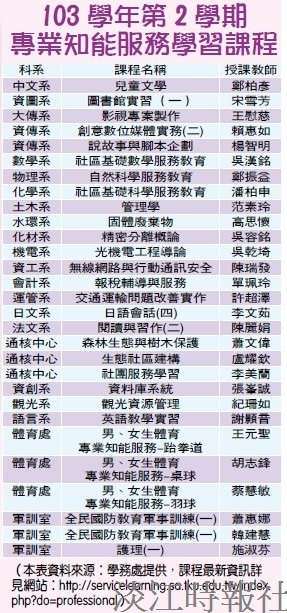 103 學年第 2 學期
專業知能服務學習課程
科系 課程名稱 授課教師
中文系 兒童文學 鄭柏彥
資圖系 圖書館實習（一） 宋雪芳
大傳系 影視專案製作 王慰慈
資傳系 創意數位媒體實務(二) 賴惠如
資傳系 說故事與腳本企劃 楊智明
數學系 社區基礎數學服務教育 吳漢銘
物理系 自然科學服務教育 鄭振益
化學系 社區基礎科學服務教育 潘伯申
土木系 管理學 范素玲
水環系 固體廢棄物 高思懷
化材系 精密分離概論 吳容銘
機電系 光機電工程導論 吳乾埼
資工系 無線網路與行動通訊安全 陳瑞發
會計系 報稅輔導與服務 單珮玲
運管系 交通運輸問題改善實作 許超澤
日文系 日語會話(四) 李文茹
法文系 閱讀與習作(二) 陳麗娟
通核中心 森林生態與樹木保護 蕭文偉
通核中心 生態社區建構 盧耀欽
通核中心 社團服務學習 李美蘭
資創系 資料庫系統 張峯誠
觀光系 觀光資源管理 紀珊如
語言系 英語教學實習 謝顥音
體育處 男、女生體育 王元聖
專業知能服務-跆拳道
體育處 男、女生體育 胡志鋒
專業知能服務-桌球
體育處 男、女生體育 蔡慧敏
專業知能服務-羽球
軍訓室 全民國防教育軍事訓練(一) 蕭惠娜
軍訓室 全民國防教育軍事訓練(一) 韓建慧
軍訓室 護理(一) 施淑芬
（本表資料來源：學務處提供，課程最新資訊詳
見網站：http://servicelearning.sa.tku.edu.tw/index.
php?do=professional）
淡江時報社